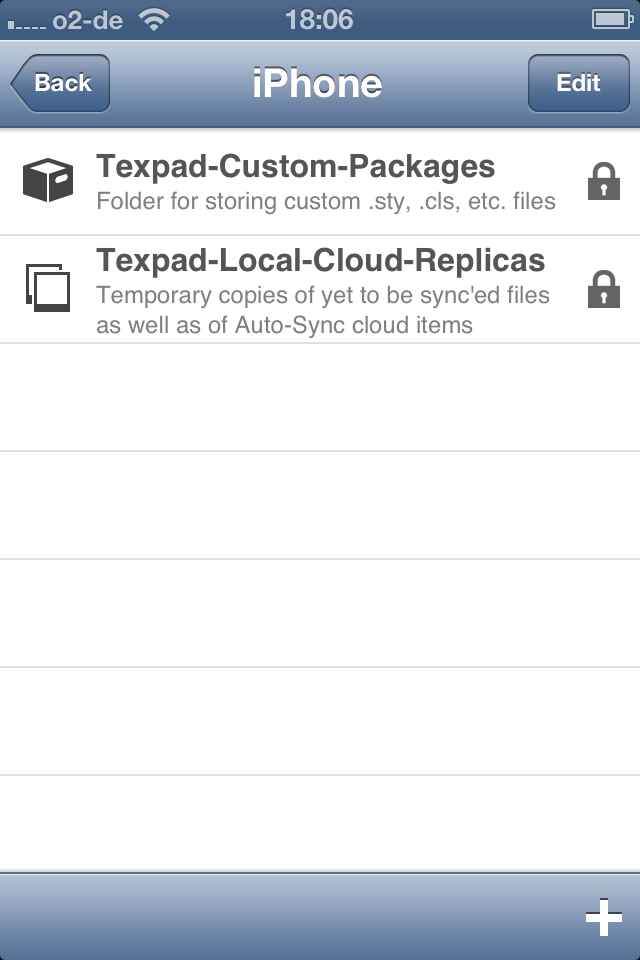 o2-de 18:06
Back iPhone Edit
Texpad-Custom-Packages
Folder for storing custom .sty, .cls, etc. files
Texpad-Local-Cloud-Replicas
Temporary copies of yet to be sync'ed files
as well as of Auto-Sync cloud items